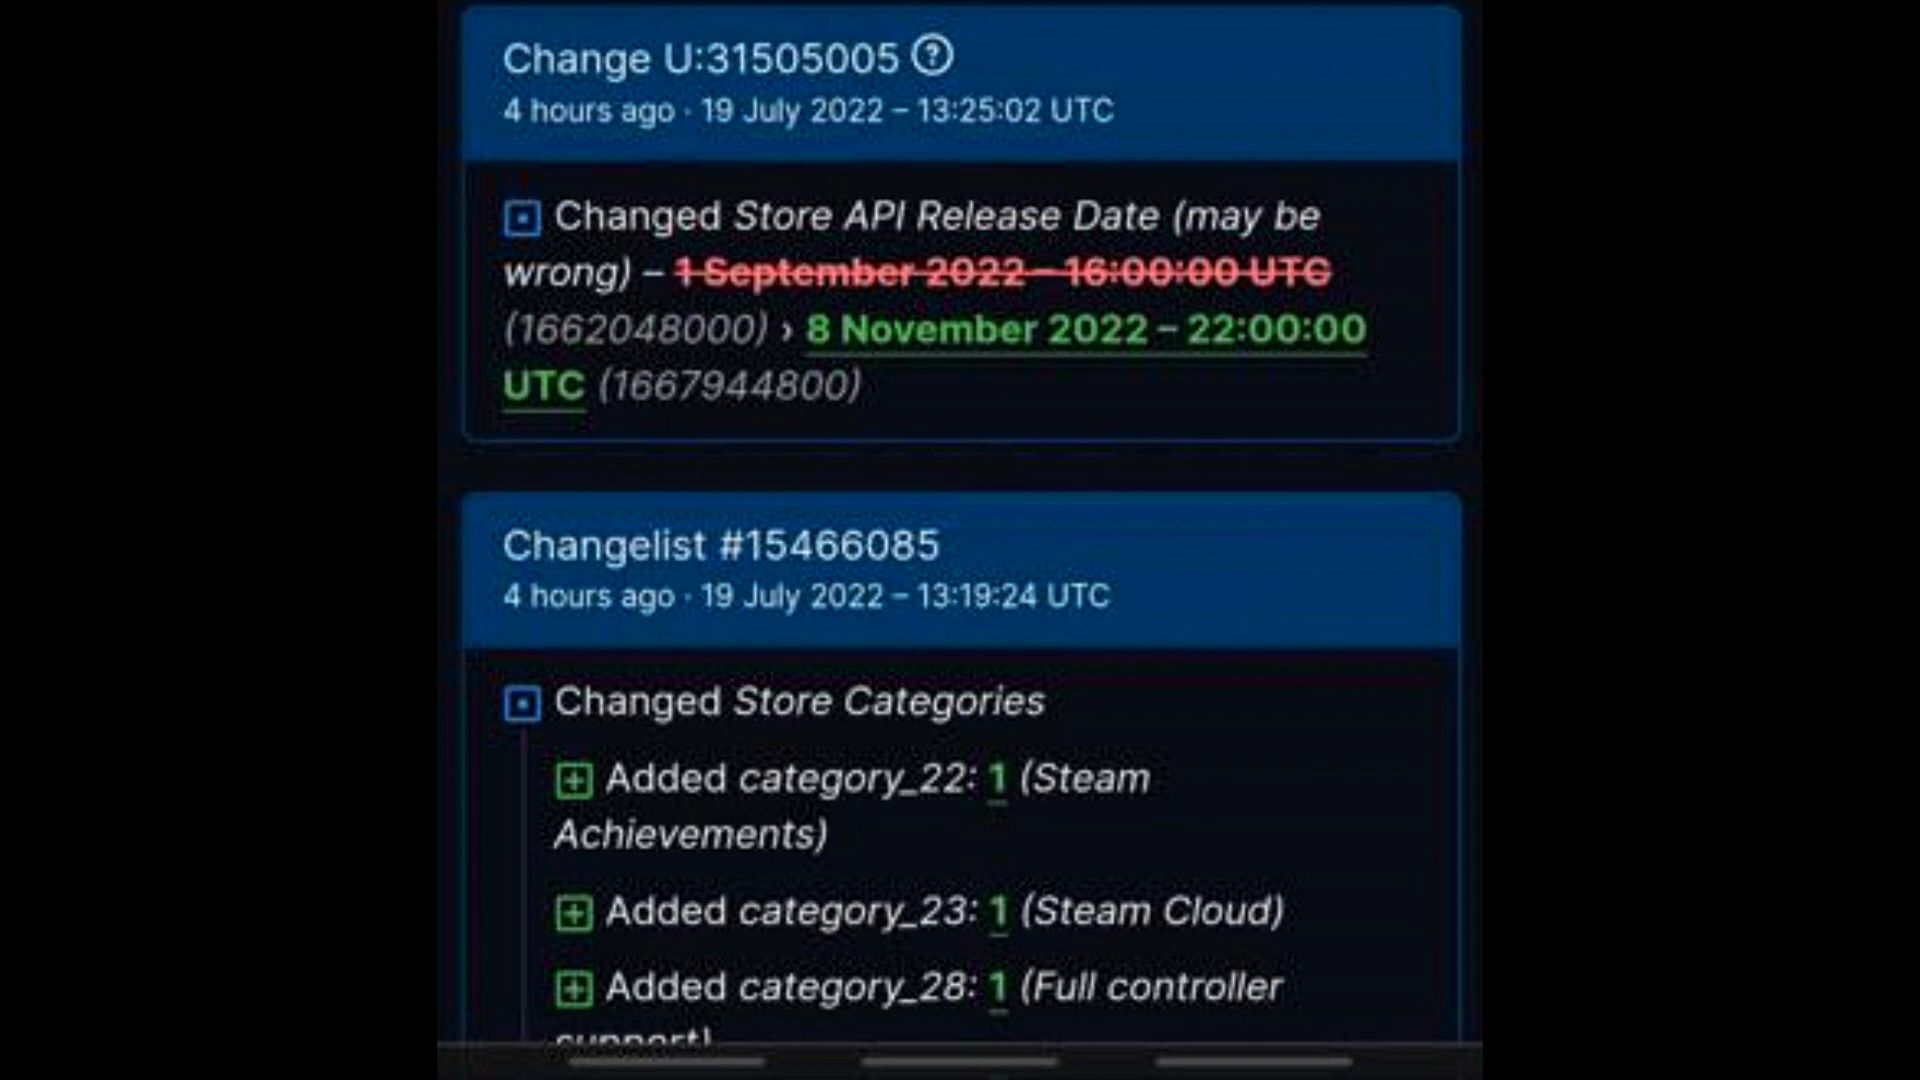 Change U:31505005 ?
4 hours ago · 19 July 2022 – 13:25:02 UTC
Changed Store API Release Date (may be
wrong) – 1 September 2022 – 16:00:00 UTC
(1662048000) › 8 November 2022 – 22:00:00
UTC (1667944800)
Changelist #15466085
4 hours ago · 19 July 2022 – 13:19:24 UTC
Changed Store Categories
Added category_22: 1 (Steam
Achievements)
Added category_23: 1 (Steam Cloud)
Added category_28: 1 (Full controller
support)